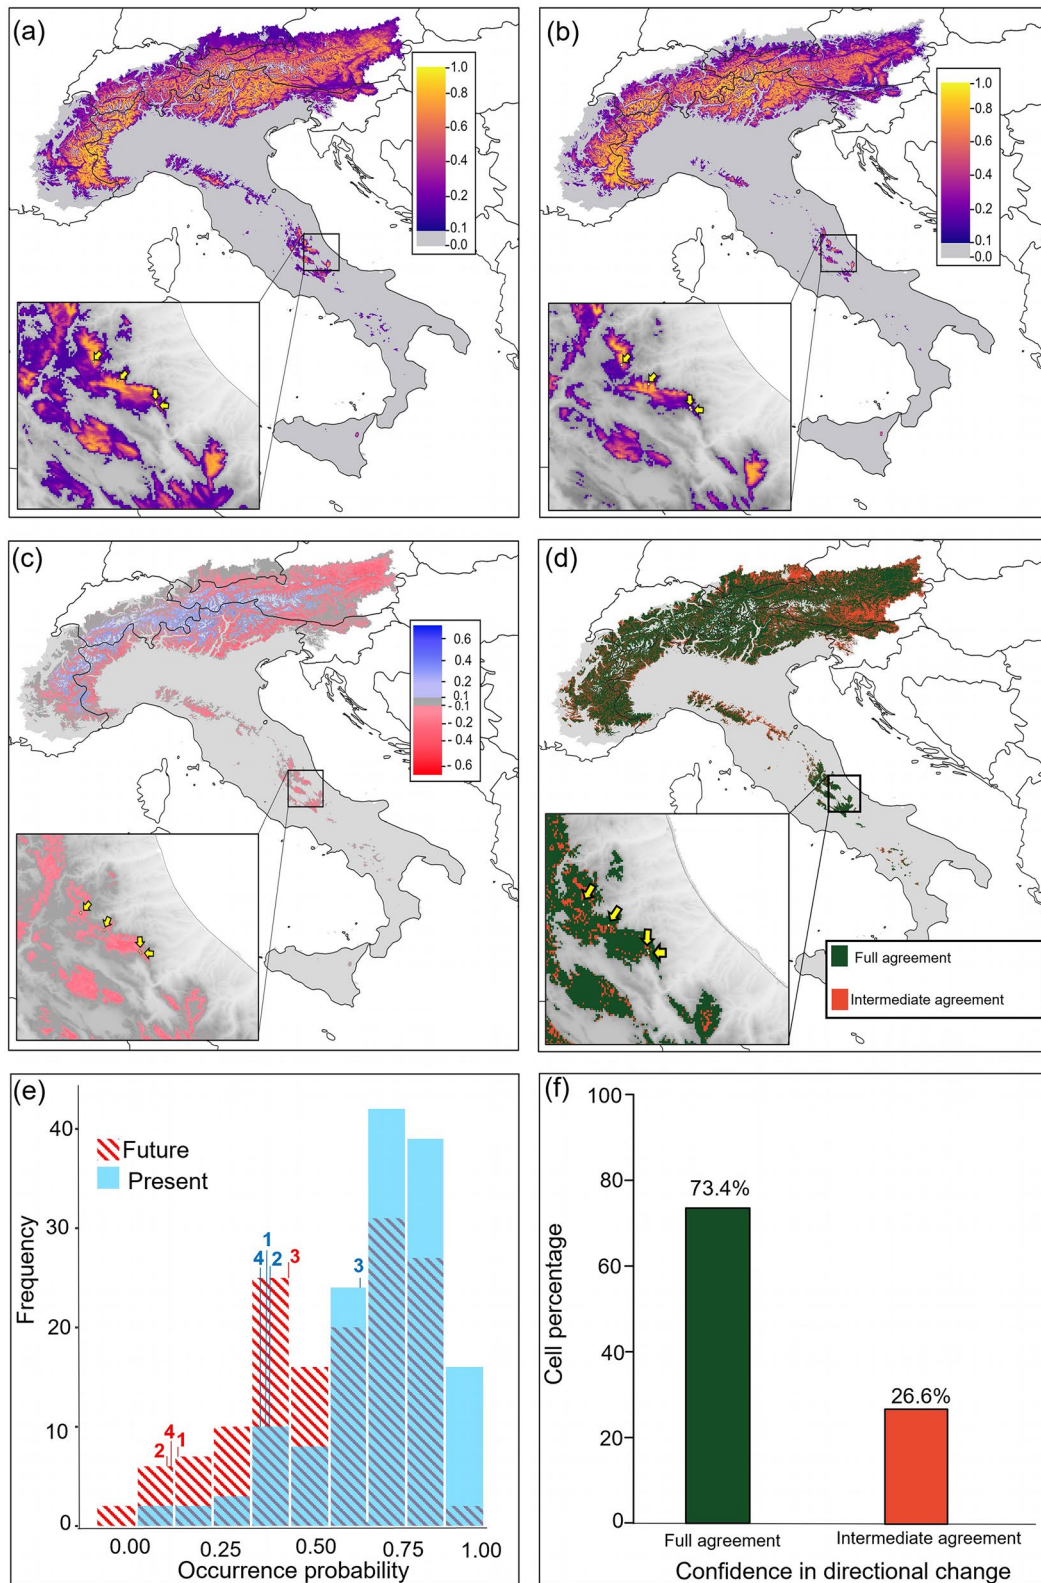 (a)
1.0
0.8
0.6
0.4
0.2
0.1
0.0
(b)
1.0
0.8
0.6
0.4
0.2
0.1
0.0
(c)
0.6
0.4
0.2
0.1
- 0.1
- 0.2
- 0.4
- 0.6
(d)
Full agreement
Intermediate agreement
(e)
Future
Present
Frequency
40
30
20
10
0
4 1 2 3
3
2 4 1
0.00 0.25 0.50 0.75 1.00
Occurrence probability
(f)
Cell percentage
100
80
60
40
20
0
73.4%
26.6%
Full agreement Intermediate agreement
Confidence in directional change